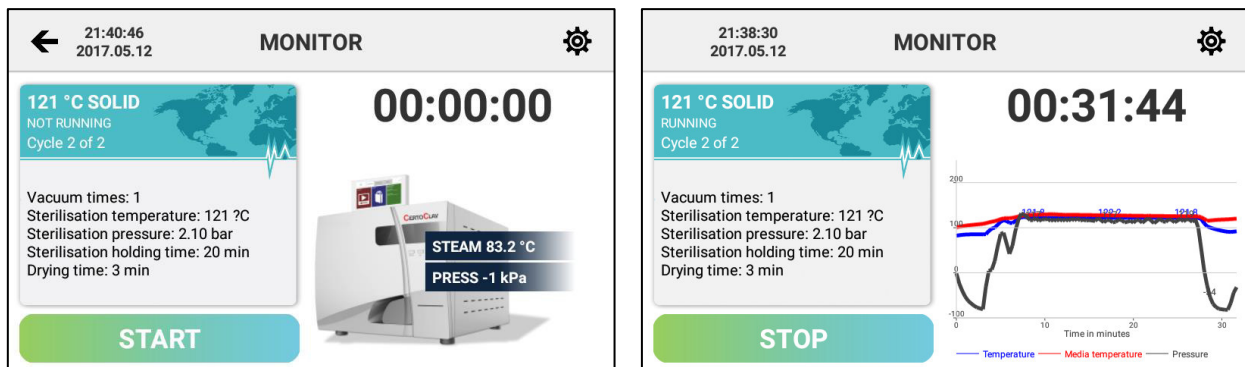 21:40:46
2017.05.12
MONITOR
121 °C SOLID
NOT RUNNING
Cycle 2 of 2
Vacuum times: 1
Sterilisation temperature: 121 ?C
Sterilisation pressure: 2.10 bar
Sterilisation holding time: 20 min
Drying time: 3 min
START
00:00:00
CERTOCLAV
STEAM 83.2 °C
PRESS -1 kPa
21:38:30
2017.05.12
MONITOR
121 °C SOLID
RUNNING
Cycle 2 of 2
Vacuum times: 1
Sterilisation temperature: 121 ?C
Sterilisation pressure: 2.10 bar
Sterilisation holding time: 20 min
Drying time: 3 min
STOP
00:31:44
200
100
0
-100
0 10 20 30
Time in minutes
Temperature Media temperature Pressure